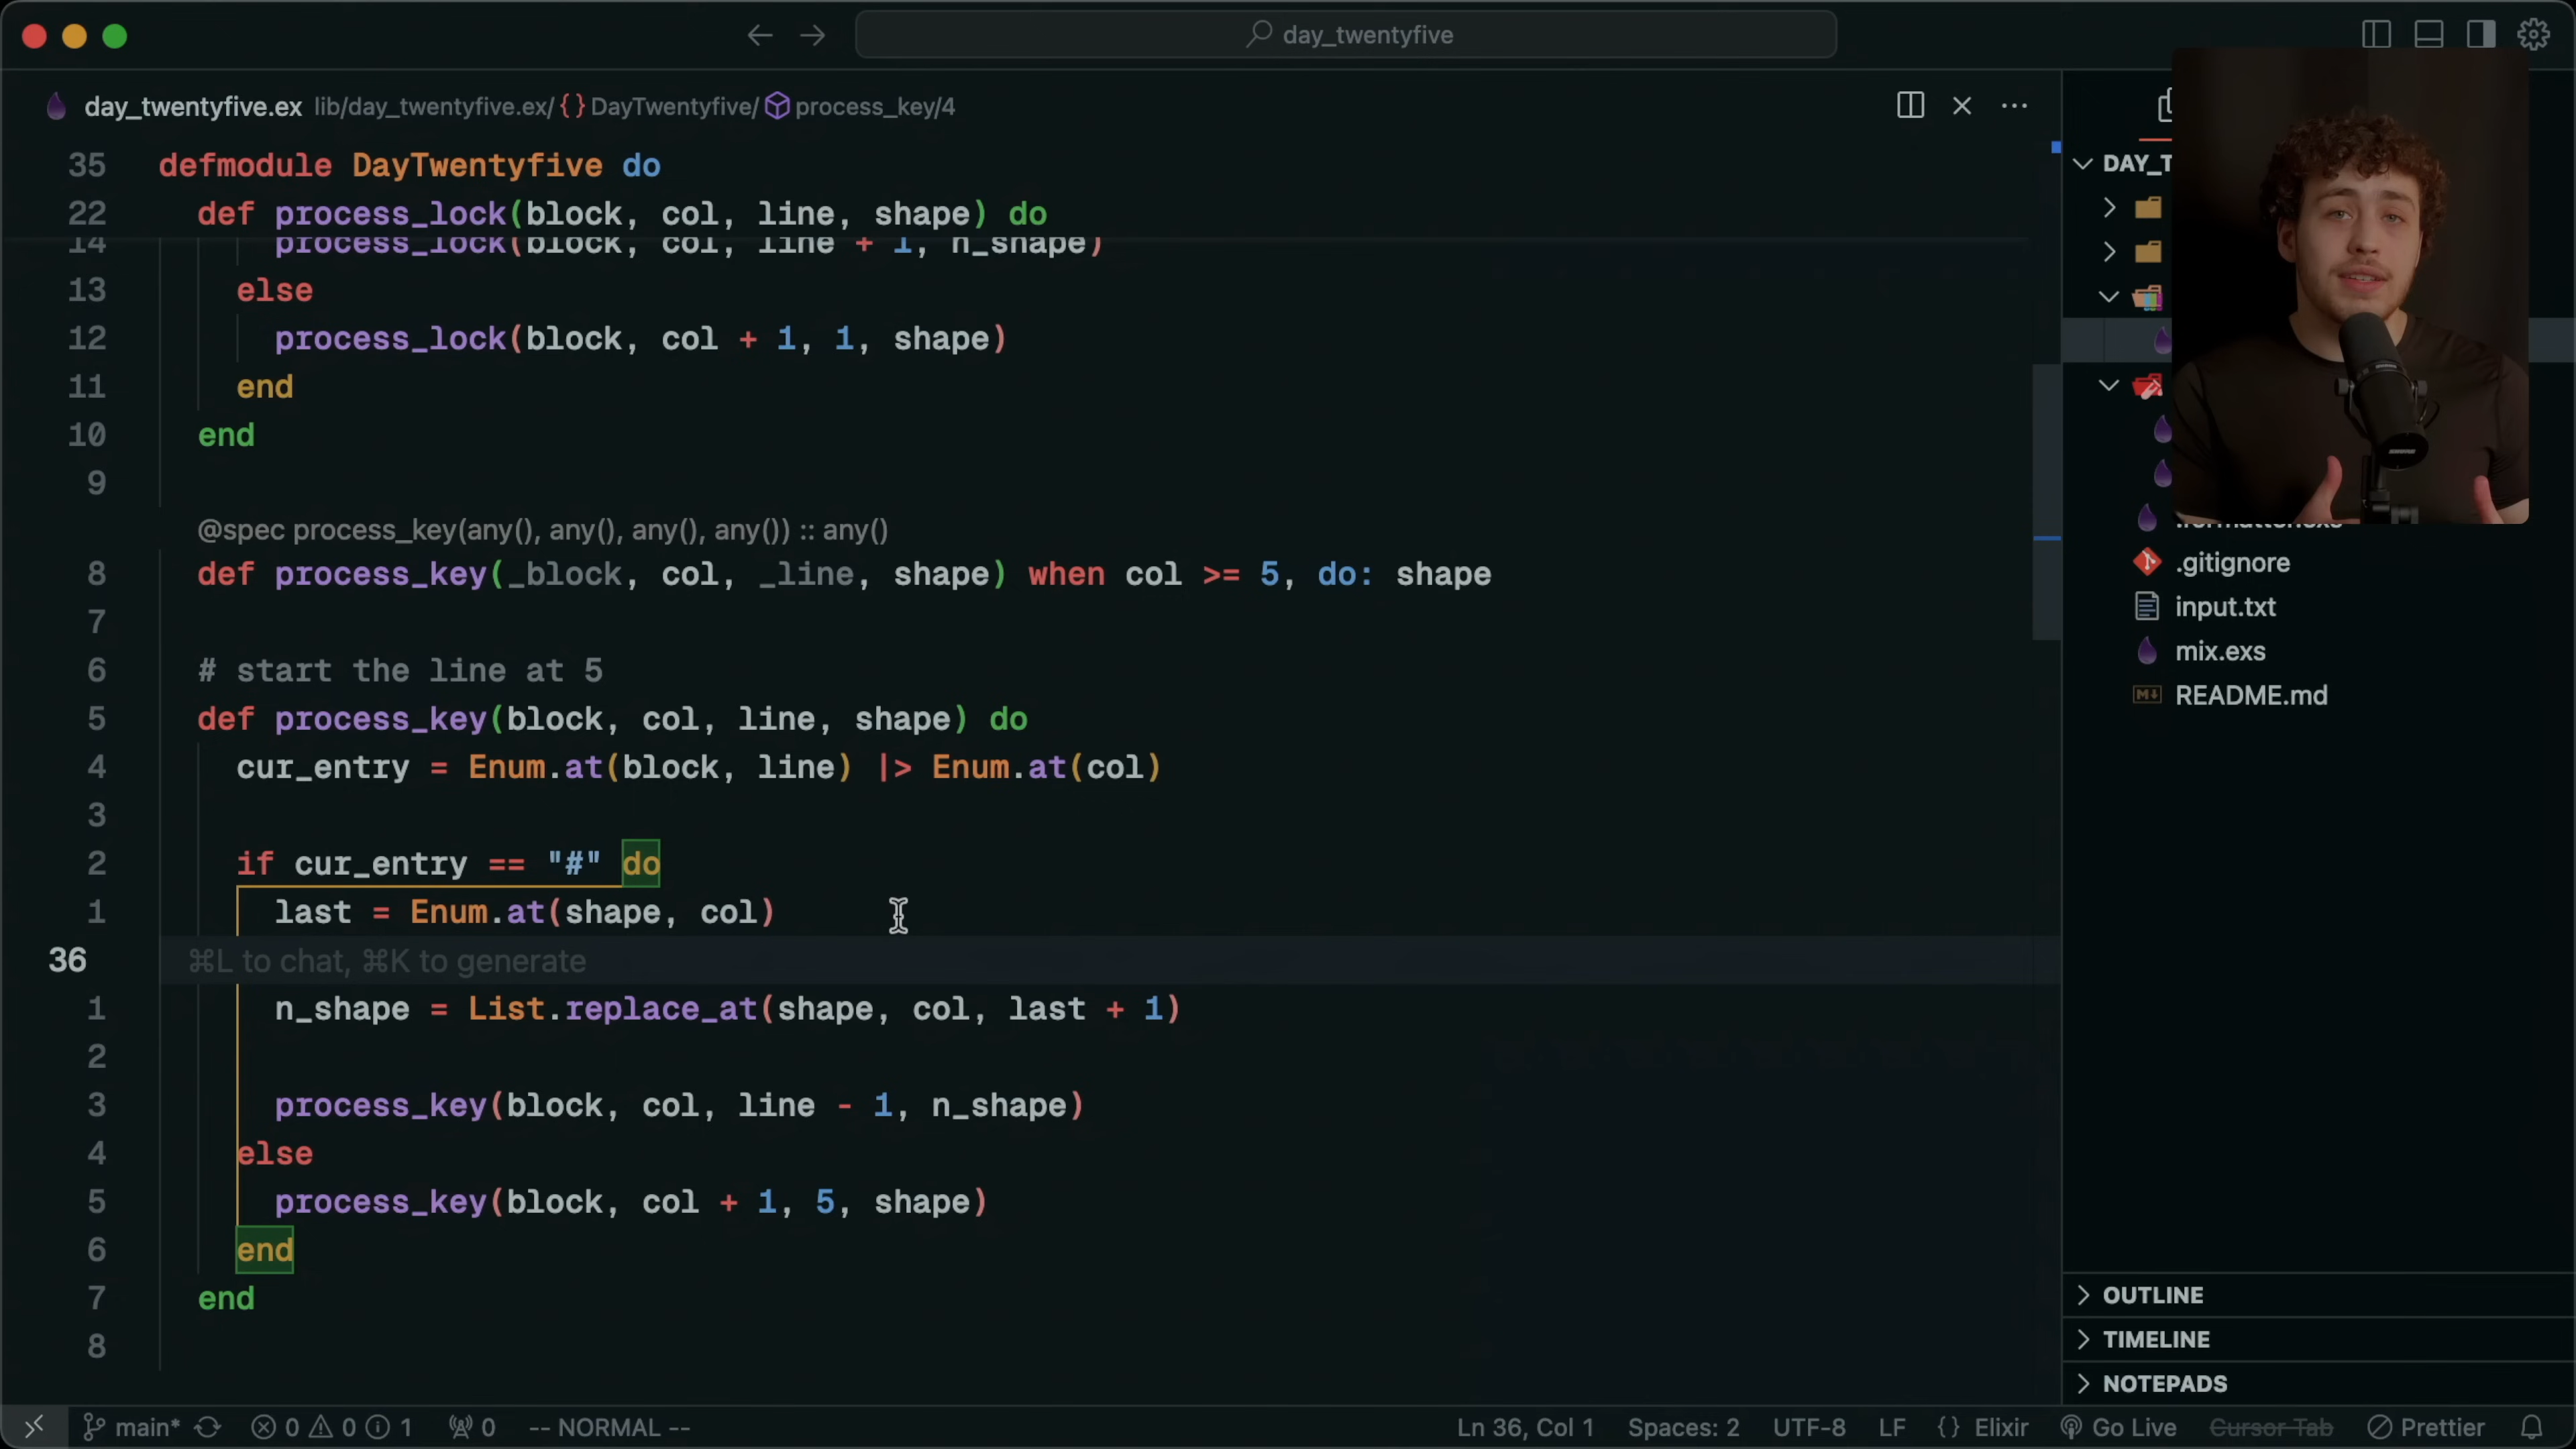 day_twentyfive
day_twentyfive.ex lib/day_twentyfive.ex/ {} DayTwentyfive/ process_key/4
35 defmodule DayTwentyfive do
22 def process_lock(block, col, line, shape) do
14 process_lock(block, col, line + 1, n_shape)
13 else
12 process_lock(block, col + 1, 1, shape)
11 end
10 end
9
@spec process_key(any(), any(), any(), any()) :: any()
8 def process_key(_block, col, _line, shape) when col >= 5, do: shape
7
6 # start the line at 5
5 def process_key(block, col, line, shape) do
4 cur_entry = Enum.at(block, line) |> Enum.at(col)
3
2 if cur_entry == "#" do
1 last = Enum.at(shape, col)
36 ⌘L to chat, ⌘K to generate
1 n_shape = List.replace_at(shape, col, last + 1)
2
3 process_key(block, col, line - 1, n_shape)
4 else
5 process_key(block, col + 1, 5, shape)
6 end
7 end
8
DAY_T
.gitignore
input.txt
mix.exs
README.md
OUTLINE
TIMELINE
NOTEPADS
main* 0 0 1 0 -- NORMAL -- Ln 36, Col 1 Spaces: 2 UTF-8 LF {} Elixir Go Live Cursor Tab Prettier